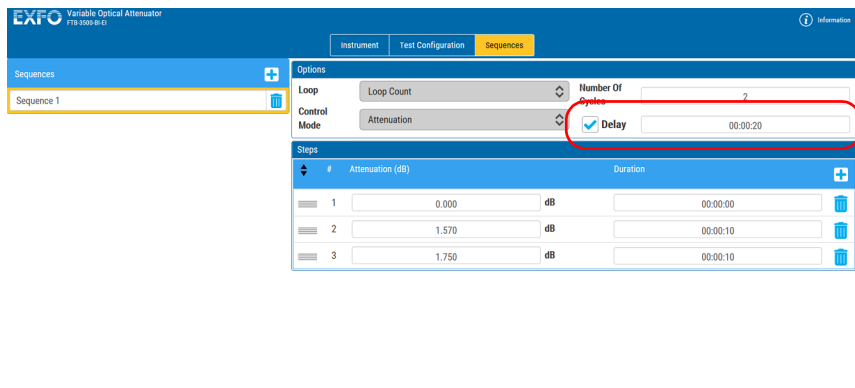 EXFO Variable Optical Attenuator
FTB-3500-BI-EI
i Information
Instrument Test Configuration Sequences
Sequences
Sequence 1
Options
Loop Loop Count Number Of Cycles 2
Control Mode Attenuation Delay 00:00:20
Steps
# Attenuation (dB) Duration
1 0.000 dB 00:00:00
2 1.570 dB 00:00:10
3 1.750 dB 00:00:10